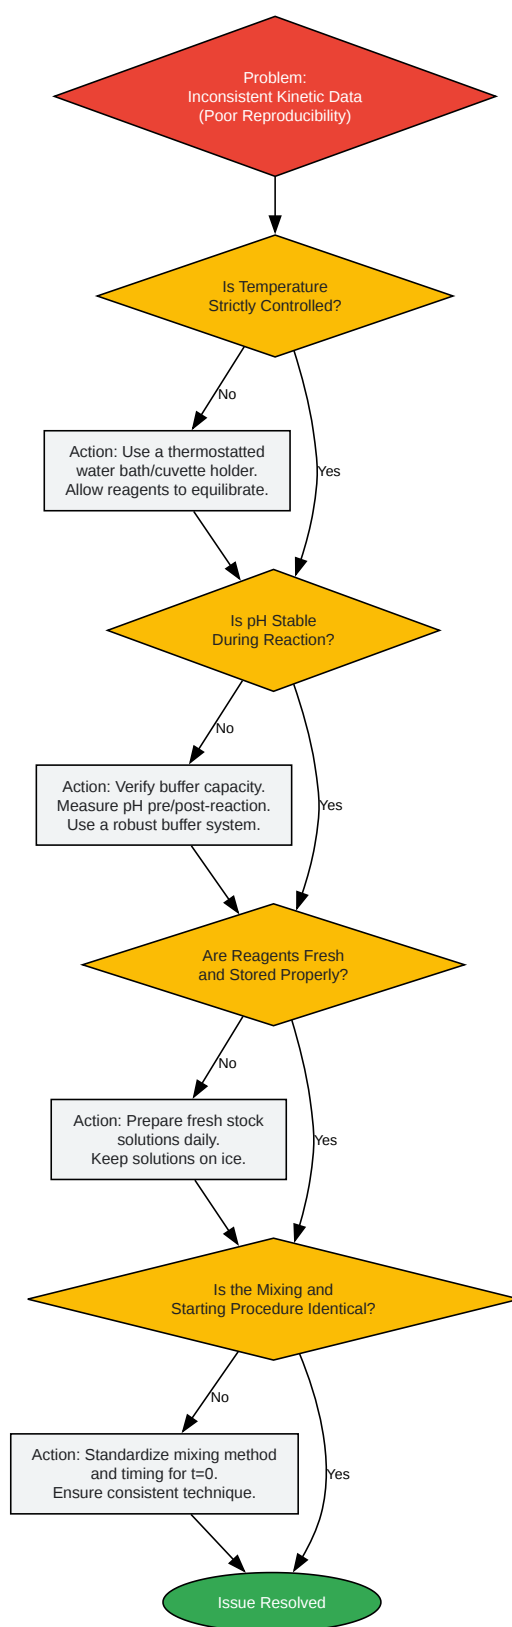 Problem:
Inconsistent Kinetic Data
(Poor Reproducibility)
Is Temperature
Strictly Controlled?
No
Action: Use a thermostatted
water bath/cuvette holder.
Allow reagents to equilibrate.
Yes
Is pH Stable
During Reaction?
No
Action: Verify buffer capacity.
Measure pH pre/post-reaction.
Use a robust buffer system.
Yes
Are Reagents Fresh
and Stored Properly?
No
Action: Prepare fresh stock
solutions daily.
Keep solutions on ice.
Yes
Is the Mixing and
Starting Procedure Identical?
No
Action: Standardize mixing method
and timing for t=0.
Ensure consistent technique.
Yes
Issue Resolved